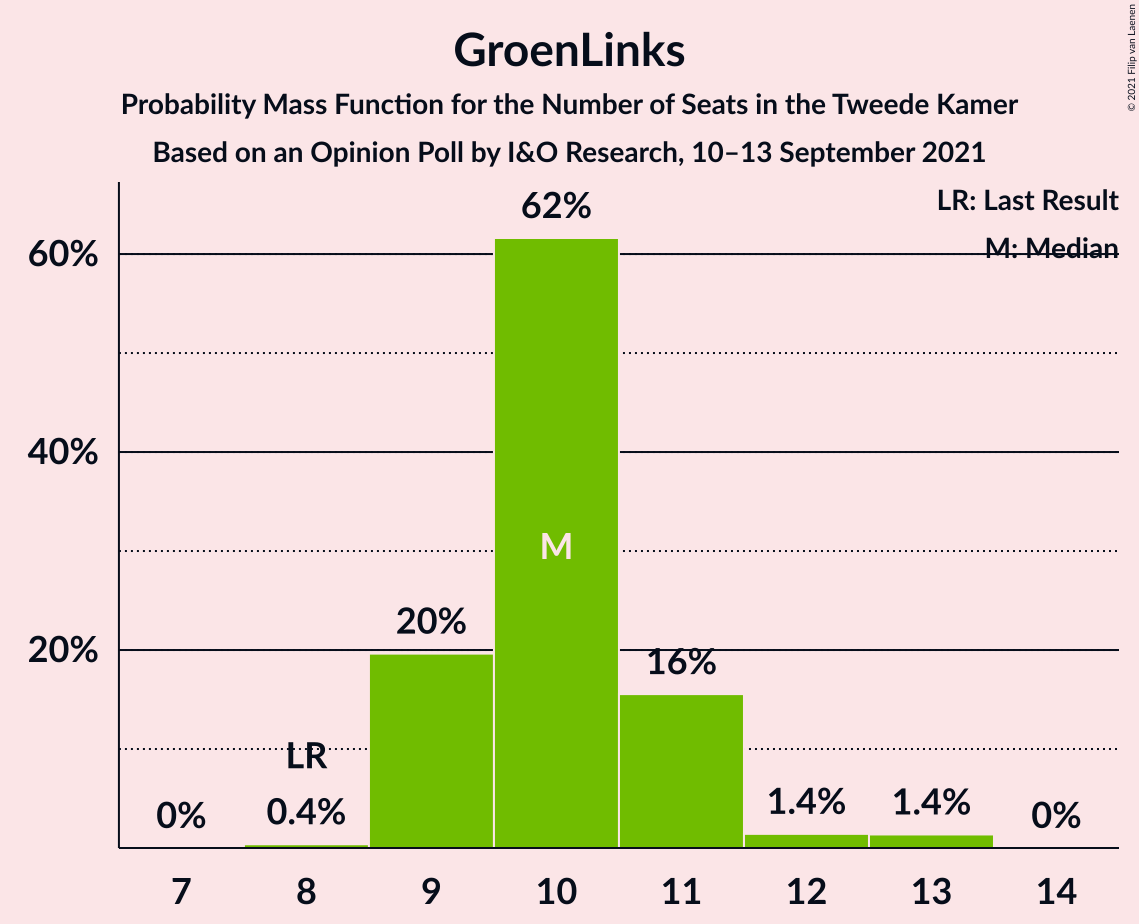 GroenLinks
Probability Mass Function for the Number of Seats in the Tweede Kamer
Based on an Opinion Poll by I&O Research, 10–13 September 2021
© 2021 Filip van Laenen
LR: Last Result
M: Median
60%
40%
20%
0%
LR
0.4%
20%
62%
M
16%
1.4%
1.4%
0%
7 8 9 10 11 12 13 14